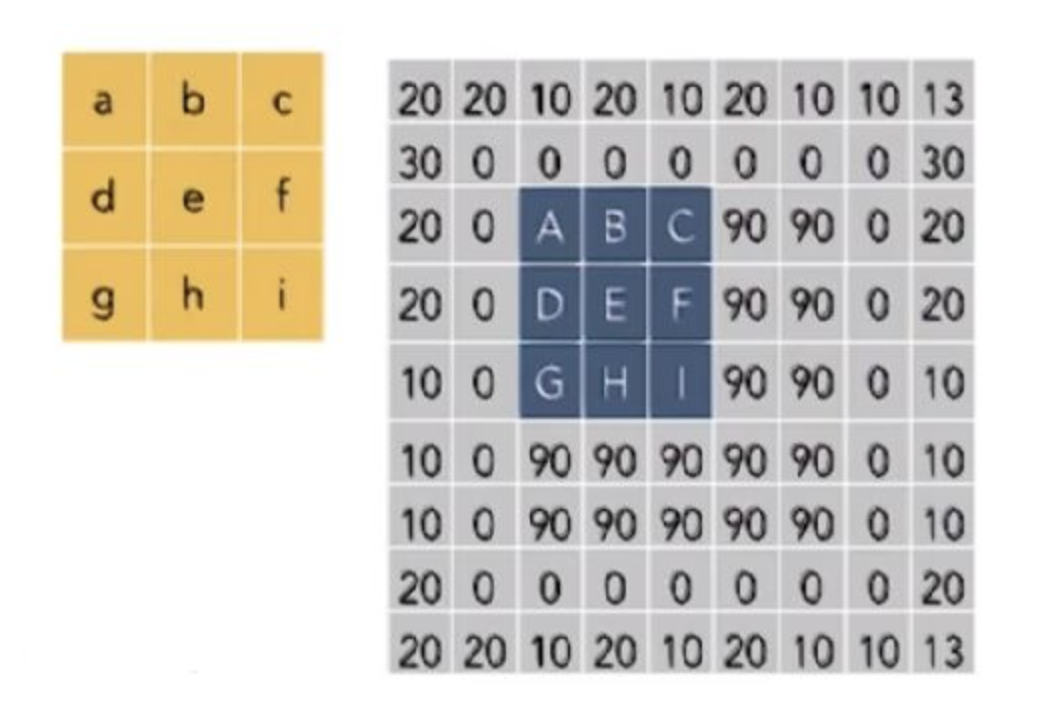 a b c
d e f
g h i
20 20 10 20 10 20 10 10 13
30 0 0 0 0 0 0 0 30
20 0 A B C 90 90 0 20
20 0 D E F 90 90 0 20
10 0 G H I 90 90 0 10
10 0 90 90 90 90 90 0 10
10 0 90 90 90 90 90 0 10
20 0 0 0 0 0 0 0 20
20 20 10 20 10 20 10 10 13